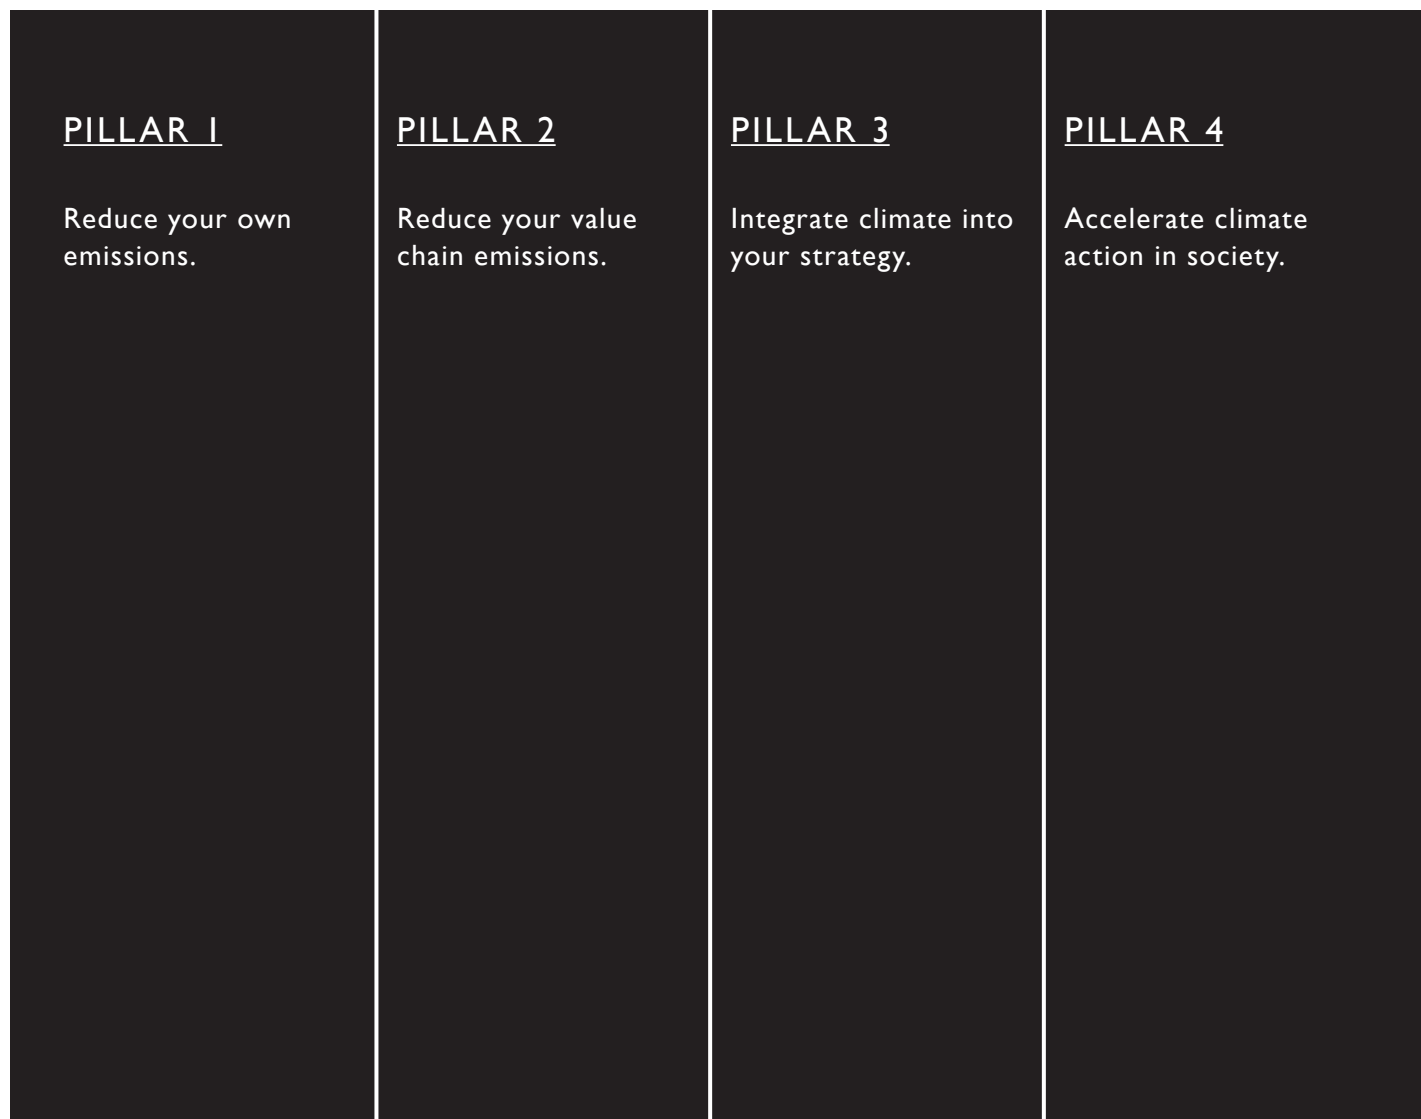 PILLAR 1
Reduce your own
emissions.
PILLAR 2
Reduce your value
chain emissions.
PILLAR 3
Integrate climate into
your strategy.
PILLAR 4
Accelerate climate
action in society.